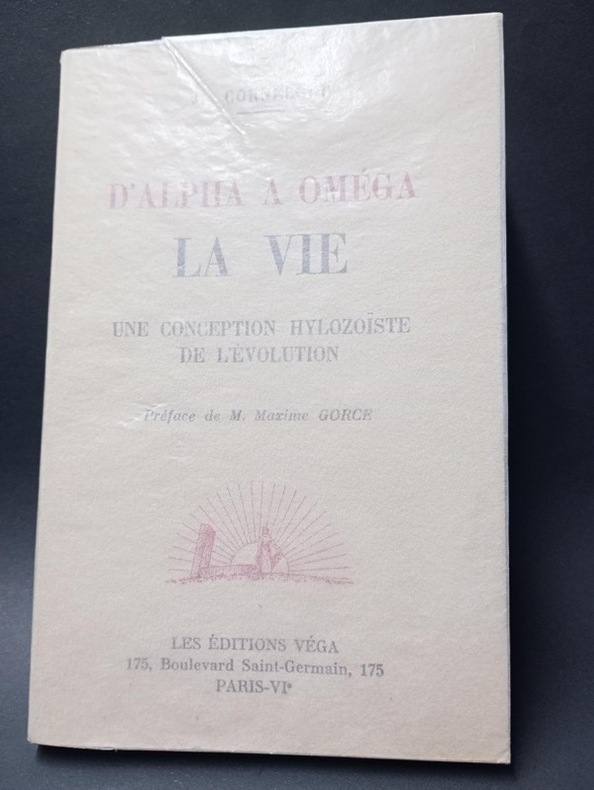 D'ALPHA A OMÉGA
LA VIE
UNE CONCEPTION HYLOZOÏSTE
DE L'ÉVOLUTION
Préface de M. Maxime GORCE
LES ÉDITIONS VÉGA
175, Boulevard Saint-Germain, 175
PARIS-VIᵉ